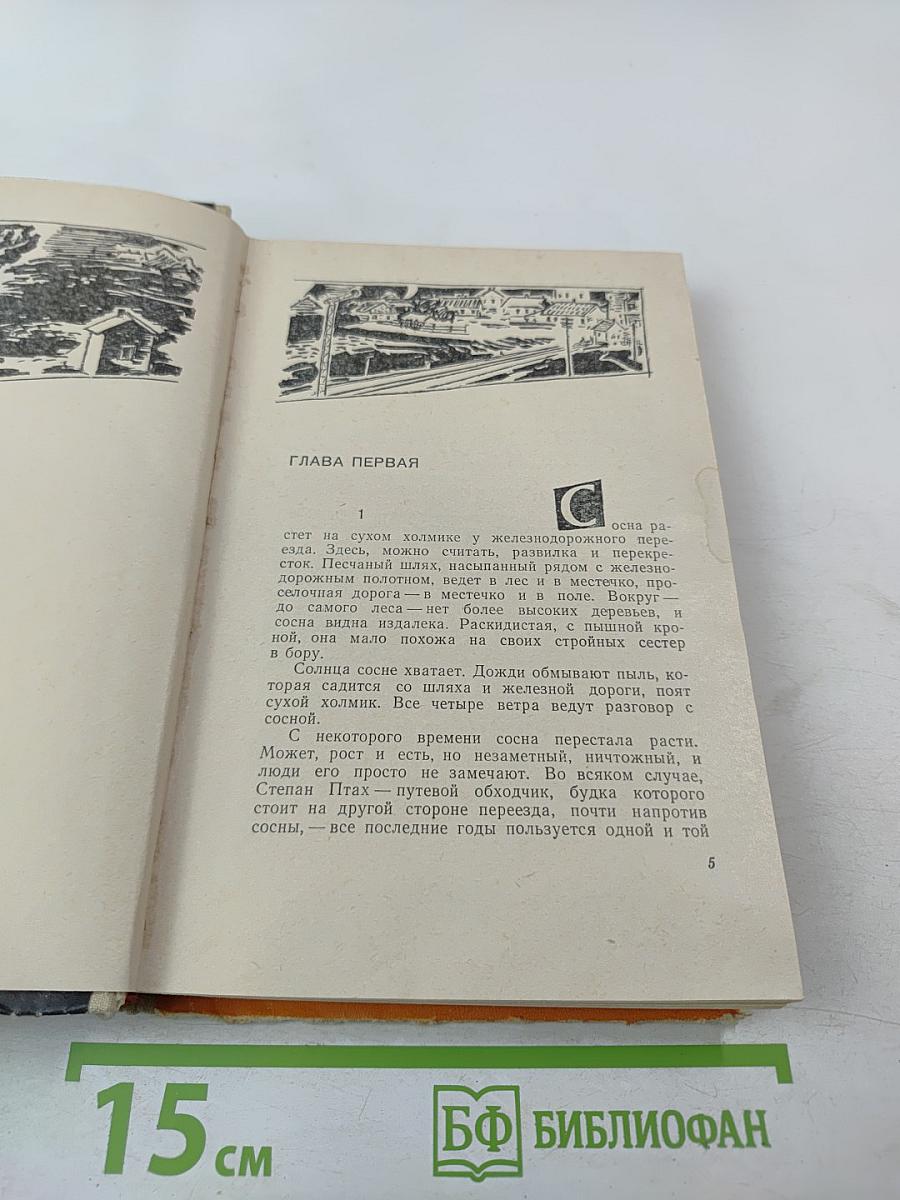 ГЛАВА ПЕРВАЯ
1
Сосна ра-
стет на сухом холмике у железнодорожного пере-
езда. Здесь, можно считать, развилка и перекре-
сток. Песчаный шлях, насыпанный рядом с железно-
дорожным полотном, ведет в лес и в местечко, про-
селочная дорога — в местечко и в поле. Вокруг —
до самого леса — нет более высоких деревьев, и
сосна видна издалека. Раскидистая, с пышной кро-
ной, она мало похожа на своих стройных сестер
в бору.
Солнца сосне хватает. Дожди обмывают пыль, ко-
торая садится со шляха и железной дороги, поят
сухой холмик. Все четыре ветра ведут разговор с
сосной.
С некоторого времени сосна перестала расти.
Может, рост и есть, но незаметный, ничтожный, и
люди его просто не замечают. Во всяком случае,
Степан Птах — путевой обходчик, будка которого
стоит на другой стороне переезда, почти напротив
сосны, — все последние годы пользуется одной и той
5
15 см
БФ БИБЛИОФАН